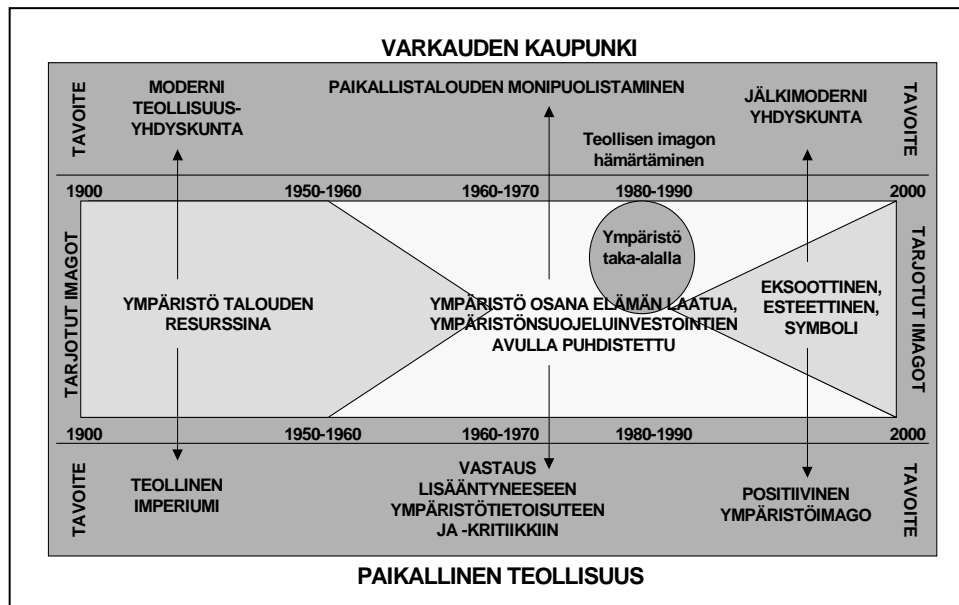 VARKAUDEN KAUPUNKI
TAVOITE
MODERNI
TEOLLISUUS-
YHDYSKUNTA
PAIKALLISTALOUDEN MONIPUOLISTAMINEN
JÄLKIMODERNI
YHDYSKUNTA
TAVOITE
Teollisen imagon
hämärtäminen
1900
1950-1960
1960-1970
1980-1990
2000
TARJOTUT IMAGOT
Ympäristö
taka-alalla
YMPÄRISTÖ TALOUDEN
RESURSSINA
YMPÄRISTÖ OSANA ELÄMÄN LAATUA,
YMPÄRISTÖNSUOJELUINVESTOINTIEN
AVULLA PUHDISTETTU
EKSOOTTINEN,
ESTEETTINEN,
SYMBOLI
TARJOTUT IMAGOT
1900
1950-1960
1960-1970
1980-1990
2000
TAVOITE
TEOLLINEN
IMPERIUMI
VASTAUS
LISÄÄNTYNEESEEN
YMPÄRISTÖTIETOISUTEEN
JA -KRITIIKKIIN
POSITIIVINEN
YMPÄRISTÖIMAGO
TAVOITE
PAIKALLINEN TEOLLISUUS